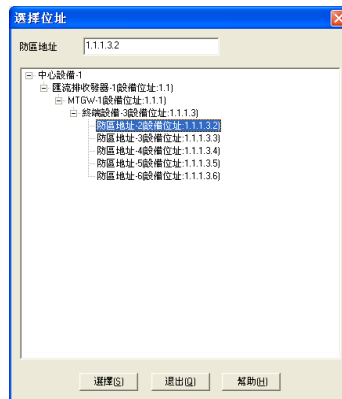 選擇位址
防區地址 1.1.1.3.2
中心設備-1
匯流排收發器-1(設備位址:1.1)
MTGW-1(設備位址:1.1.1)
終端設備-3(設備位址:1.1.1.3)
防區地址-2(設備位址:1.1.1.3.2)
防區地址-3(設備位址:1.1.1.3.3)
防區地址-4(設備位址:1.1.1.3.4)
防區地址-5(設備位址:1.1.1.3.5)
防區地址-6(設備位址:1.1.1.3.6)
選擇(S) 退出(Q) 幫助(H)